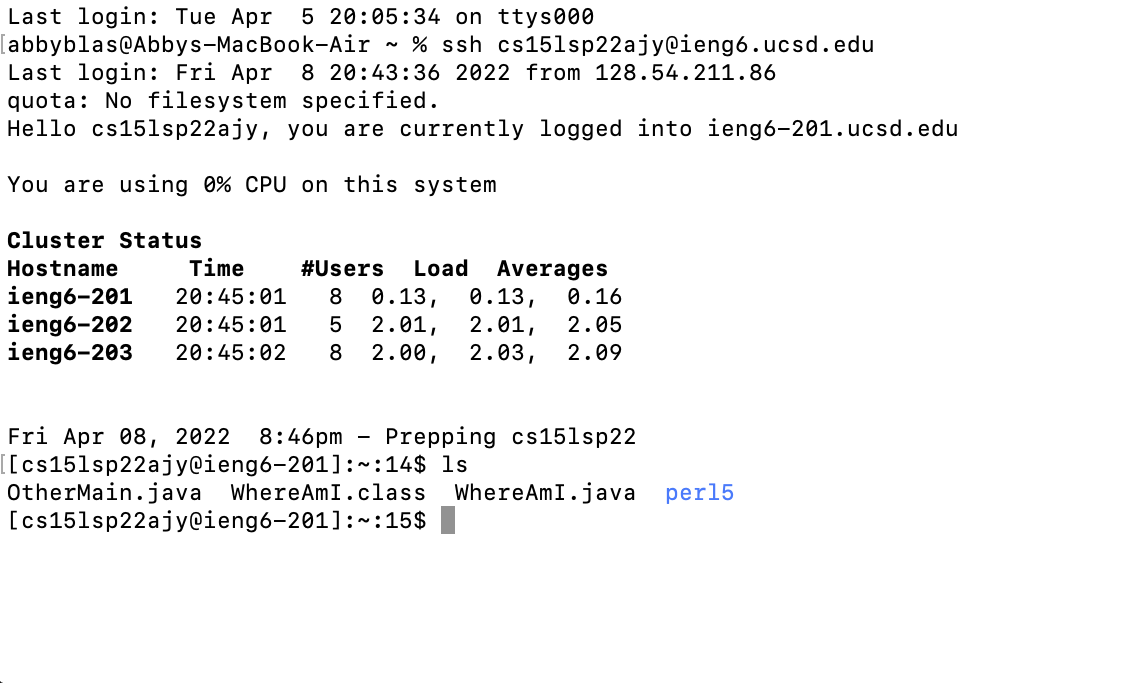 Last login: Tue Apr  5 20:05:34 on ttys000
[abbyblas@Abbys-MacBook-Air ~ % ssh cs15lsp22ajy@ieng6.ucsd.edu
Last login: Fri Apr  8 20:43:36 2022 from 128.54.211.86
quota: No filesystem specified.
Hello cs15lsp22ajy, you are currently logged into ieng6-201.ucsd.edu
You are using 0% CPU on this system
Cluster Status
Hostname     Time    #Users  Load  Averages
ieng6-201   20:45:01   8  0.13,  0.13,  0.16
ieng6-202   20:45:01   5  2.01,  2.01,  2.05
ieng6-203   20:45:02   8  2.00,  2.03,  2.09
Fri Apr 08, 2022  8:46pm - Prepping cs15lsp22
[[cs15lsp22ajy@ieng6-201]:~:14$ ls
OtherMain.java  WhereAmI.class  WhereAmI.java  perl5
[cs15lsp22ajy@ieng6-201]:~:15$